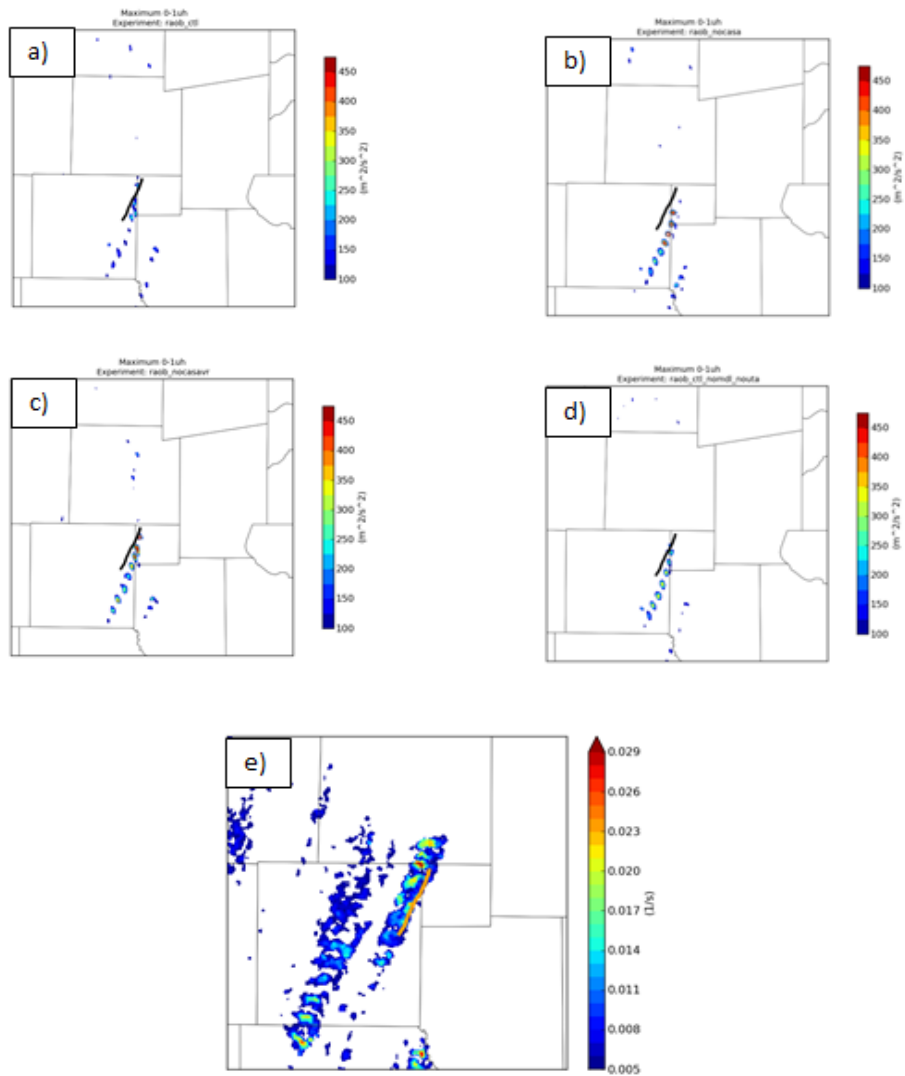 Maximum 0-1uh
Experiment: raob_ctl
a)
450
400
350
300
250
200
150
100
(m^2/s^2)
Maximum 0-1uh
Experiment: raob_nocasa
b)
450
400
350
300
250
200
150
100
(m^2/s^2)
Maximum 0-1uh
Experiment: raob_nocasavr
c)
450
400
350
300
250
200
150
100
(m^2/s^2)
Maximum 0-1uh
Experiment: raob_ctl_nomdl_nouta
d)
450
400
350
300
250
200
150
100
(m^2/s^2)
e)
0.029
0.026
0.023
0.020
0.017
0.014
0.011
0.008
0.005
(1/s)